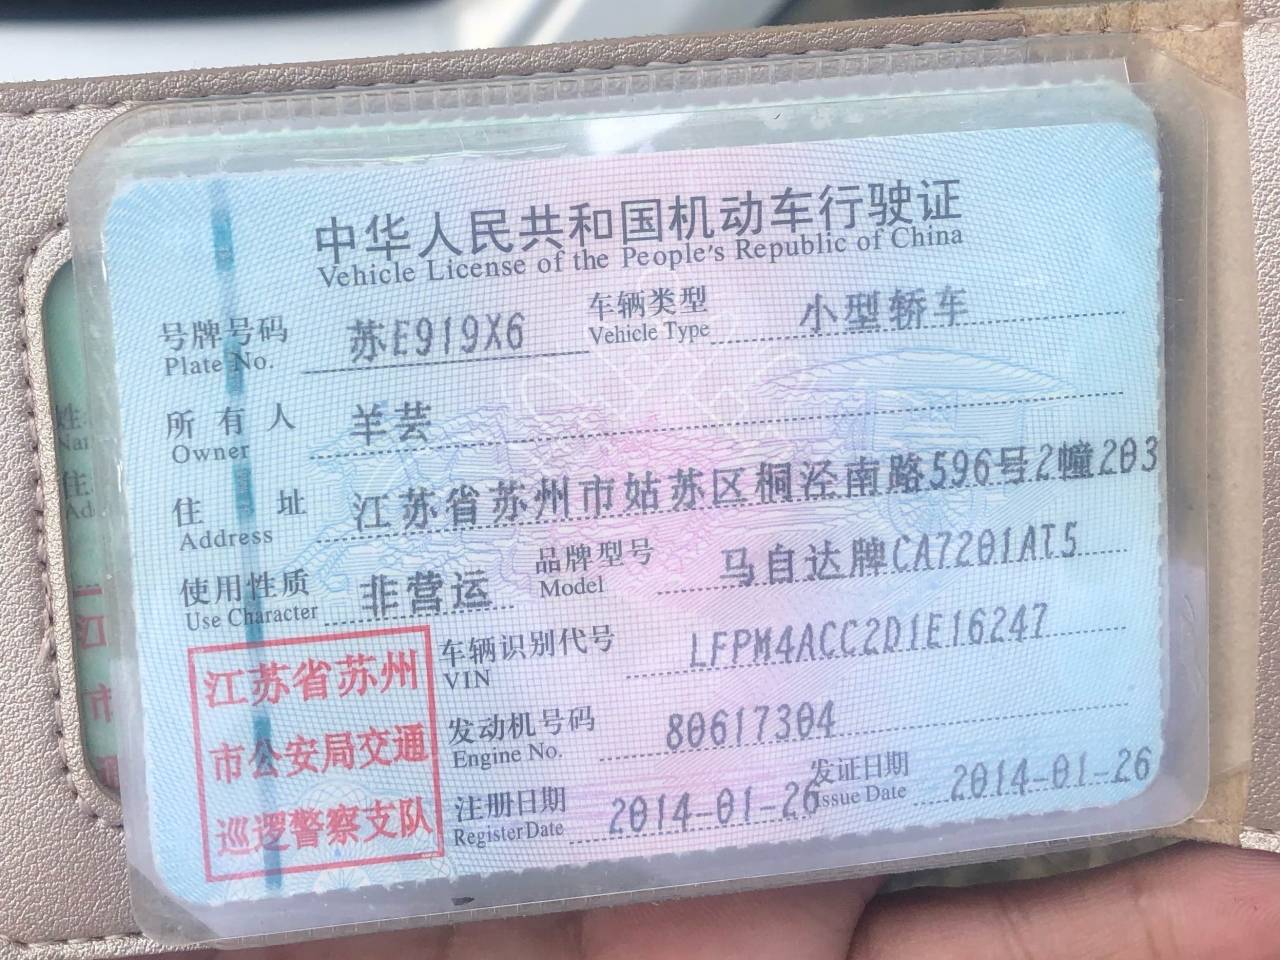 中华人民共和国机动车行驶证
Vehicle License of the People's Republic of China
号牌号码 苏E919X6 车辆类型 小型轿车
Plate No. Vehicle Type
所有人 羊芸
Owner
住址 江苏省苏州市姑苏区桐泾南路596号2幢203
Address
使用性质 非营运 品牌型号 马自达牌CA7201AT5
Use Character Model
车辆识别代号 LFPM4ACC2D1E16247
VIN
发动机号码 80617304
Engine No.
注册日期 2014-01-26 发证日期 2014-01-26
Register Date Issue Date
江苏省苏州
市公安局交通
巡逻警察支队